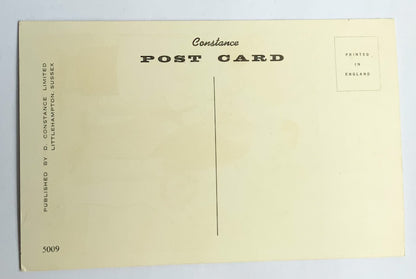 Constance
POST CARD
PRINTED
IN
ENGLAND
PUBLISHED BY D. CONSTANCE LIMITED
LITTLEHAMPTON, SUSSEX
5009